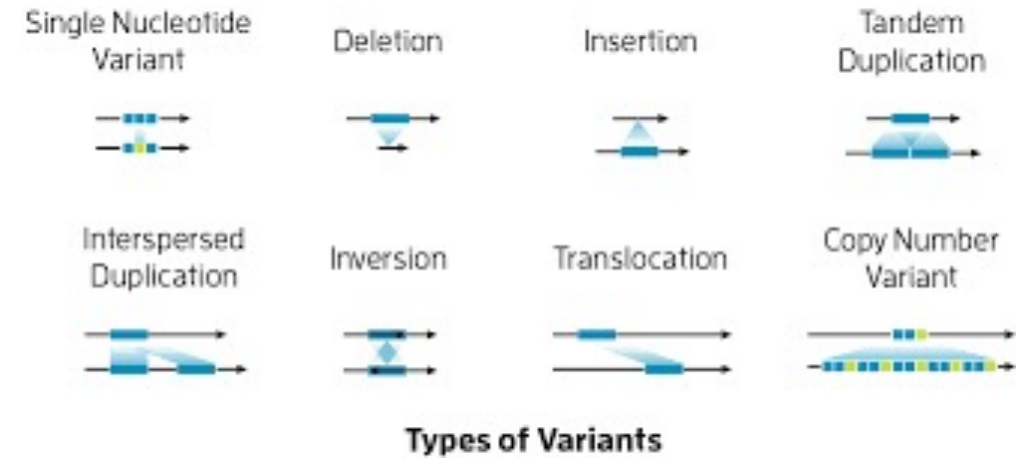 Single Nucleotide
Variant
Deletion
Insertion
Tandem
Duplication
Interspersed
Duplication
Inversion
Translocation
Copy Number
Variant
Types of Variants